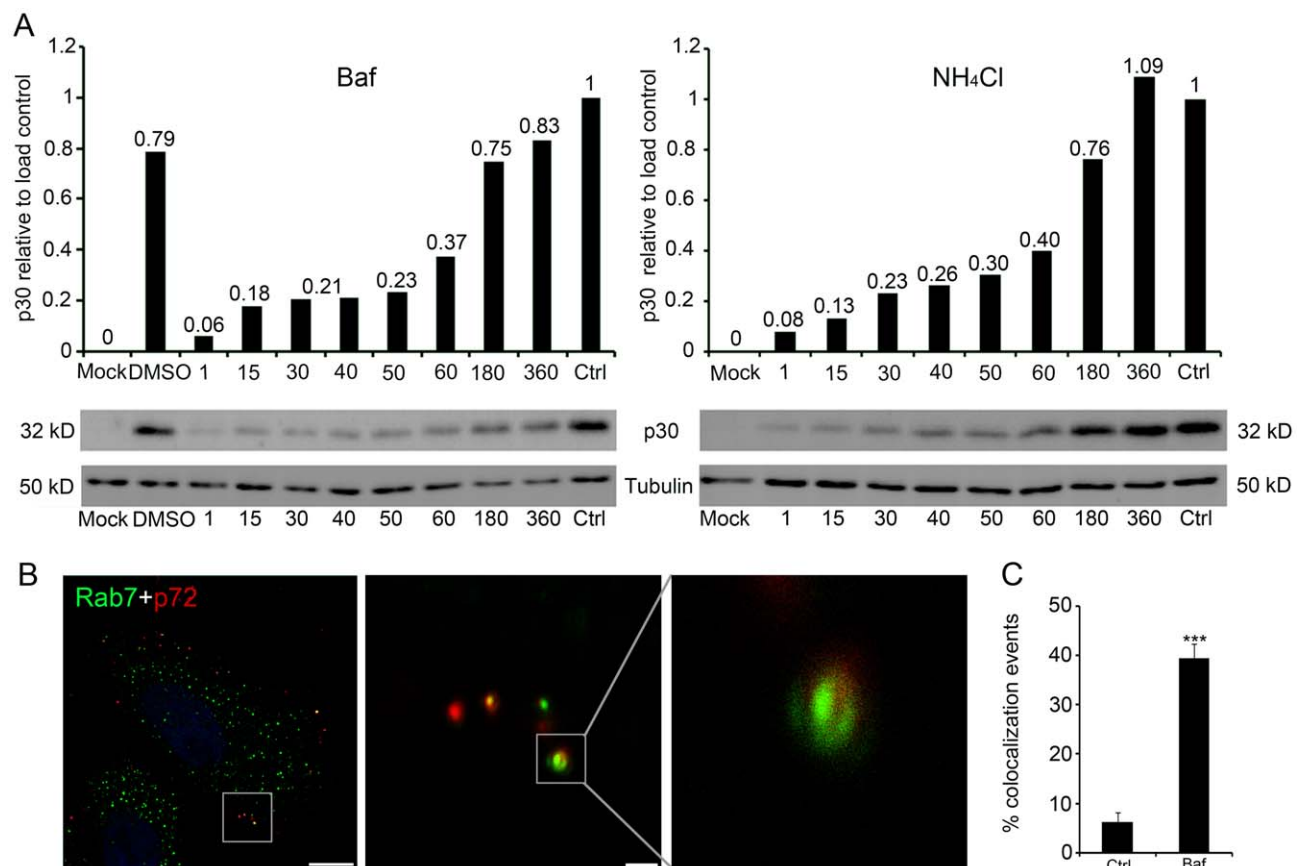 A
p30 relative to load control
1.2
1
0.8
0.6
0.4
0.2
0
Baf
0
0.79
0.06
0.18
0.21
0.23
0.37
0.75
0.83
1
Mock DMSO 1 15 30 40 50 60 180 360 Ctrl
p30 relative to load control
1.2
1
0.8
0.6
0.4
0.2
0
NH₄Cl
0
0.08
0.13
0.23
0.26
0.30
0.40
0.76
1.09
1
Mock 1 15 30 40 50 60 180 360 Ctrl
32 kD p30 32 kD
50 kD Tubulin 50 kD
Mock DMSO 1 15 30 40 50 60 180 360 Ctrl
Mock 1 15 30 40 50 60 180 360 Ctrl
B
Rab7+p72
C
% colocalization events
50
40
30
20
10
0
***
Ctrl Baf